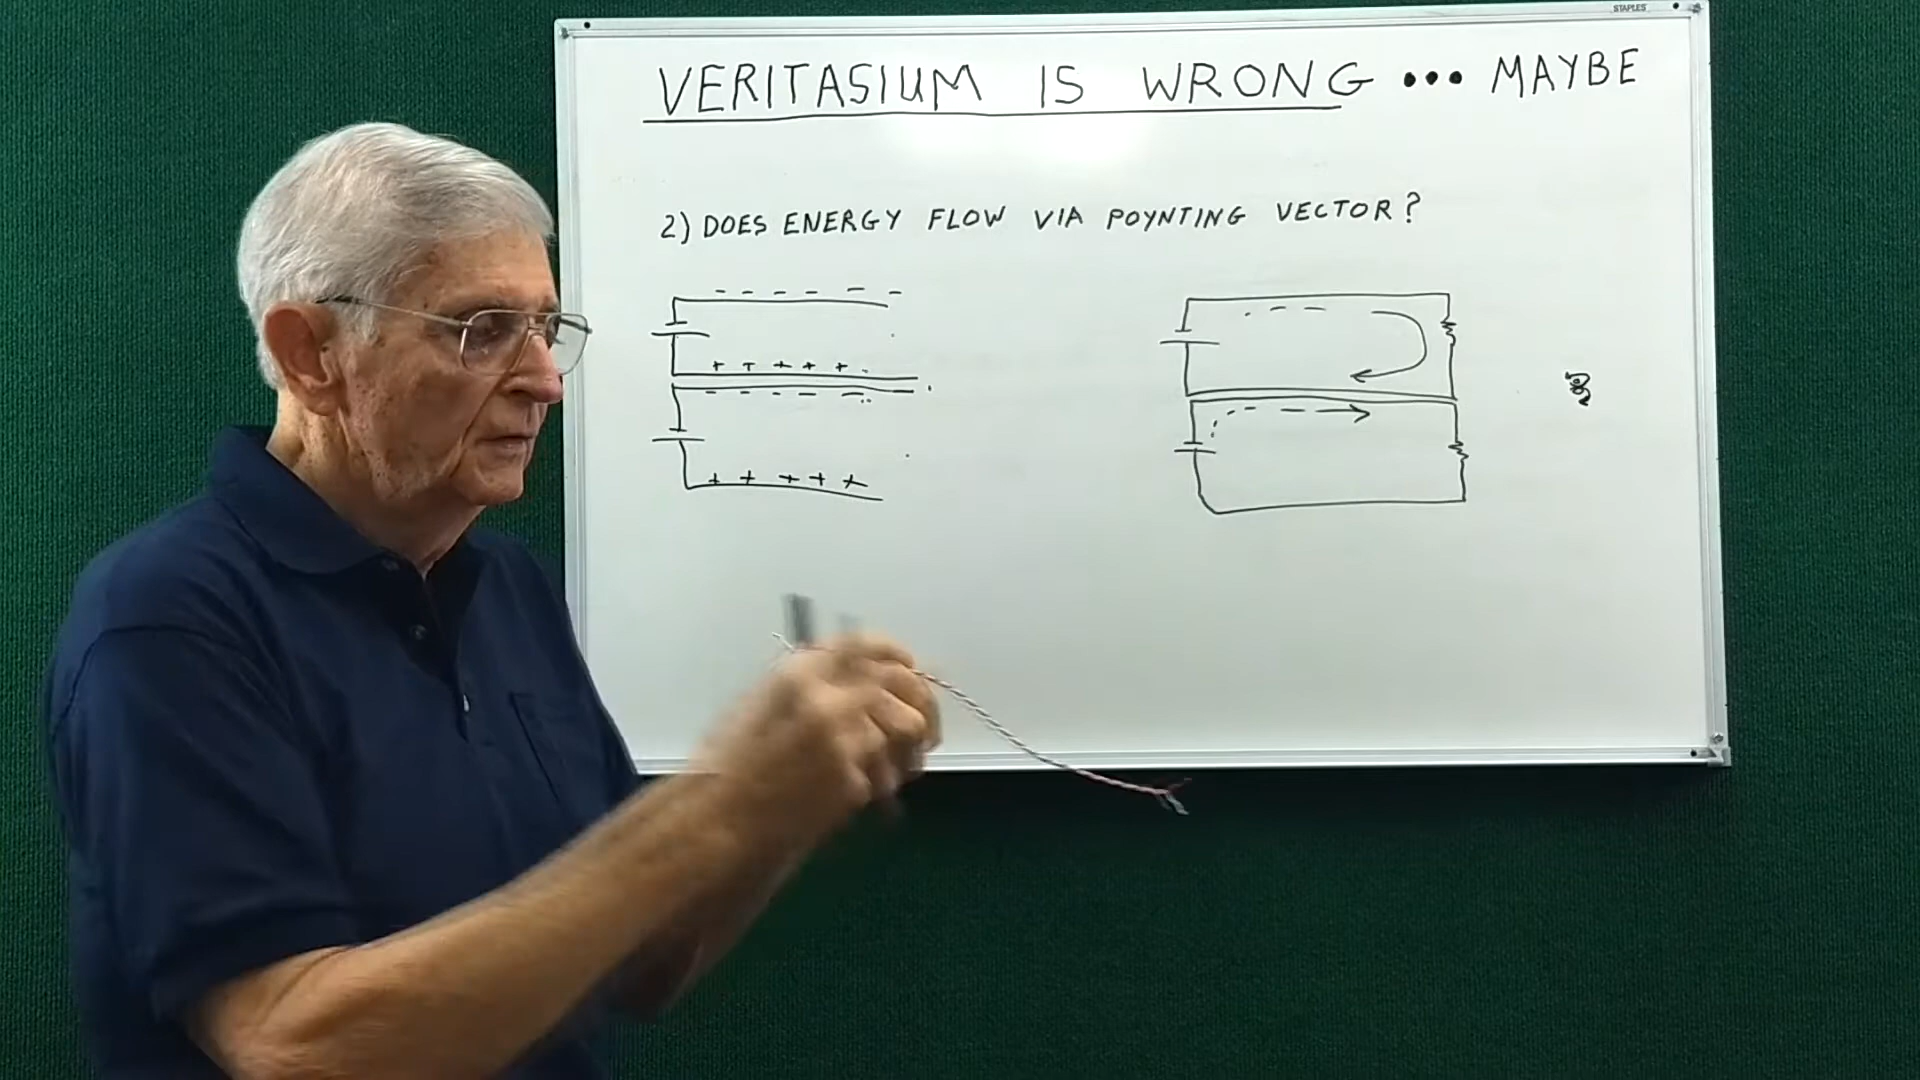 STAPLES
VERITASIUM IS WRONG ••• MAYBE
2) DOES ENERGY FLOW VIA POYNTING VECTOR?
- - - - - -
+ + + + +
- - - - - -
+ + + + +